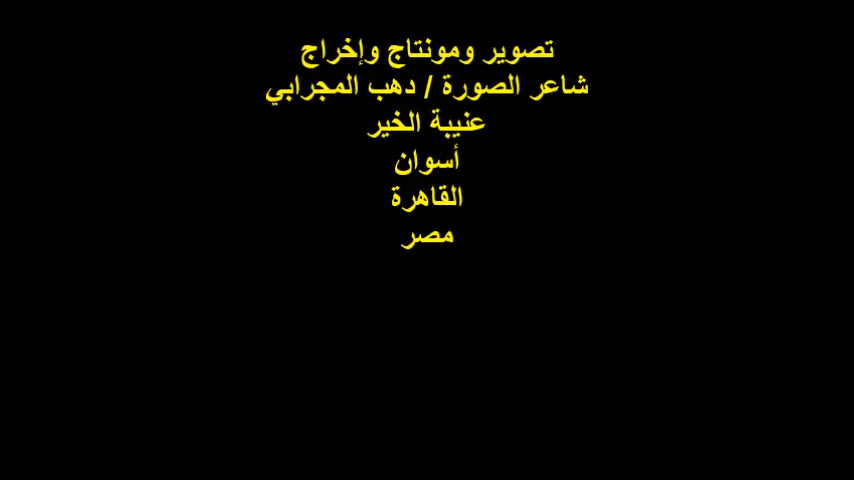 تصوير ومونتاج وإخراج
شاعر الصورة / دهب المجرابي
عنيبة الخير
أسوان
القاهرة
مصر